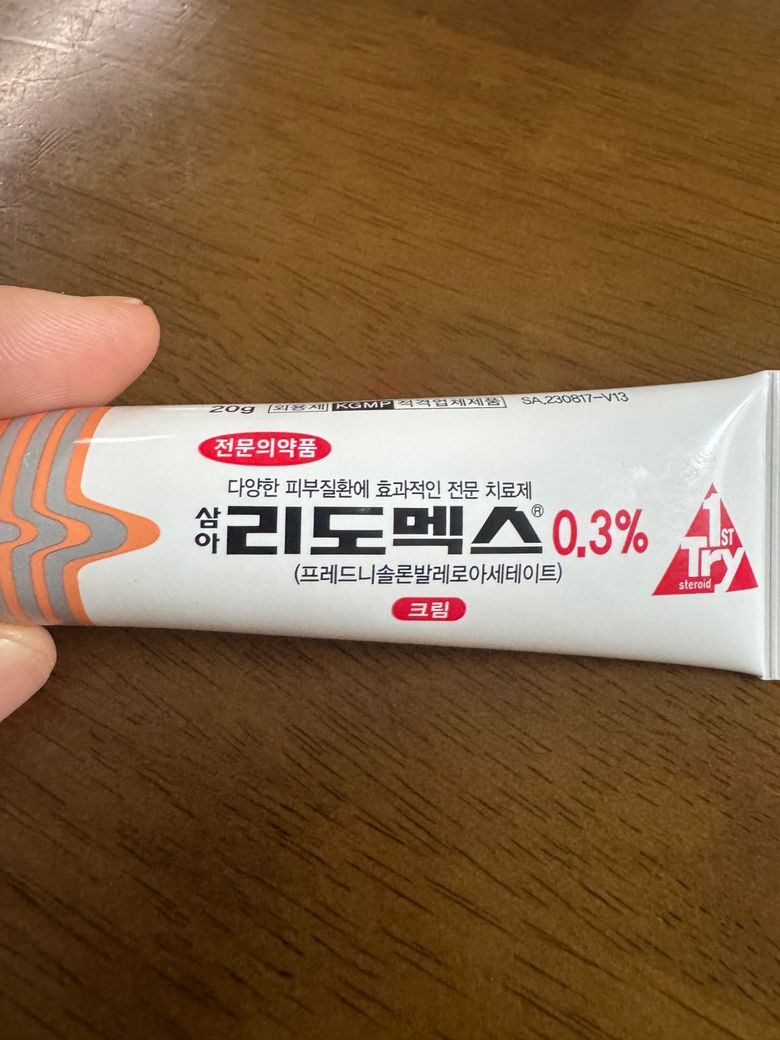 20g 외용제 KGMP 적격업체제품 SA.230817-V13
전문의약품
다양한 피부질환에 효과적인 전문 치료제
삼아 리도멕스® 0.3%
(프레드니솔론발레로아세테이트)
크림
1ST
Try
steroid